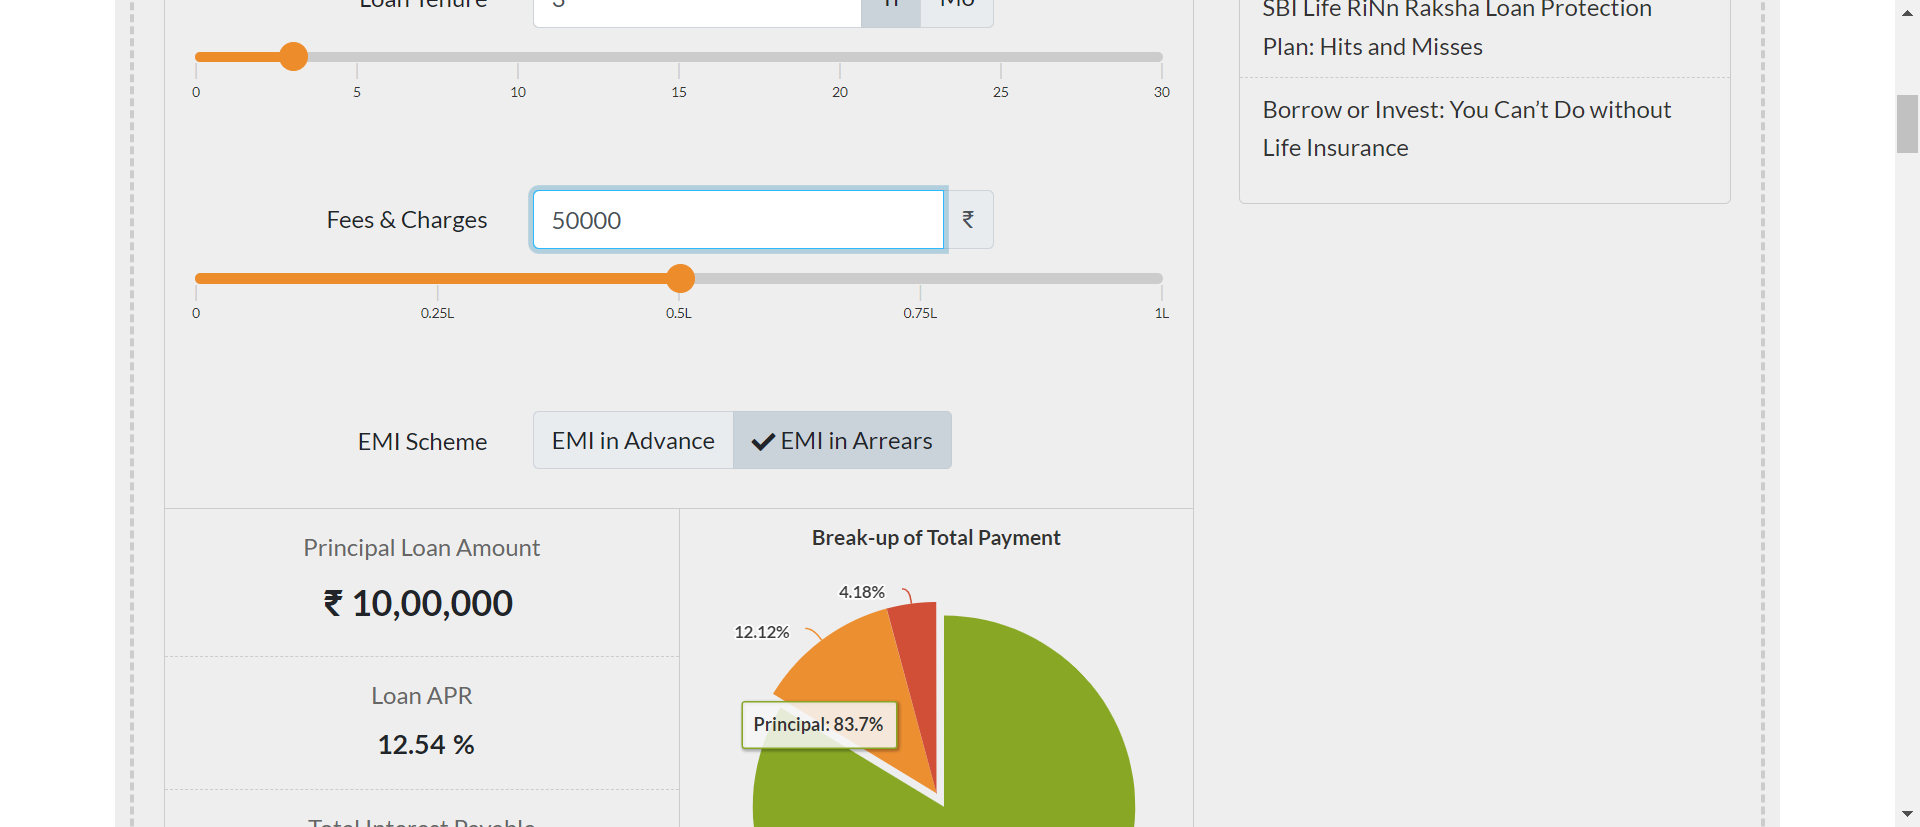 Loan Tenure
SBI Life RiNn Raksha Loan Protection
Plan: Hits and Misses
0 5 10 15 20 25 30
Borrow or Invest: You Can’t Do without
Life Insurance
Fees & Charges 50000 ₹
0 0.25L 0.5L 0.75L 1L
EMI Scheme EMI in Advance EMI in Arrears
Principal Loan Amount
₹ 10,00,000
Loan APR
12.54 %
Total Interest Payable
Break-up of Total Payment
4.18%
12.12%
Principal: 83.7%